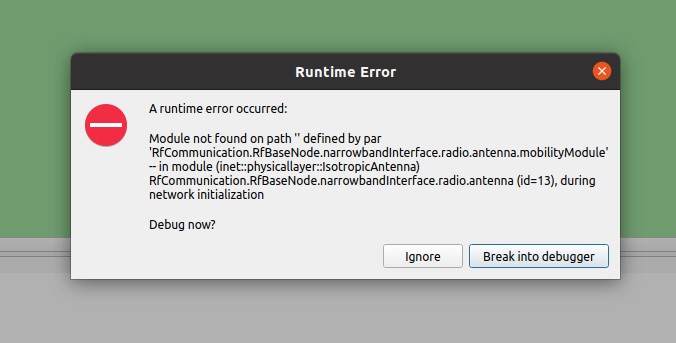 Runtime Error
A runtime error occurred:
Module not found on path '' defined by par
'RfCommunication.RfBaseNode.narrowbandInterface.radio.antenna.mobilityModule'
-- in module (inet::physicallayer::IsotropicAntenna)
RfCommunication.RfBaseNode.narrowbandInterface.radio.antenna (id=13), during
network initialization
Debug now?
Ignore
Break into debugger